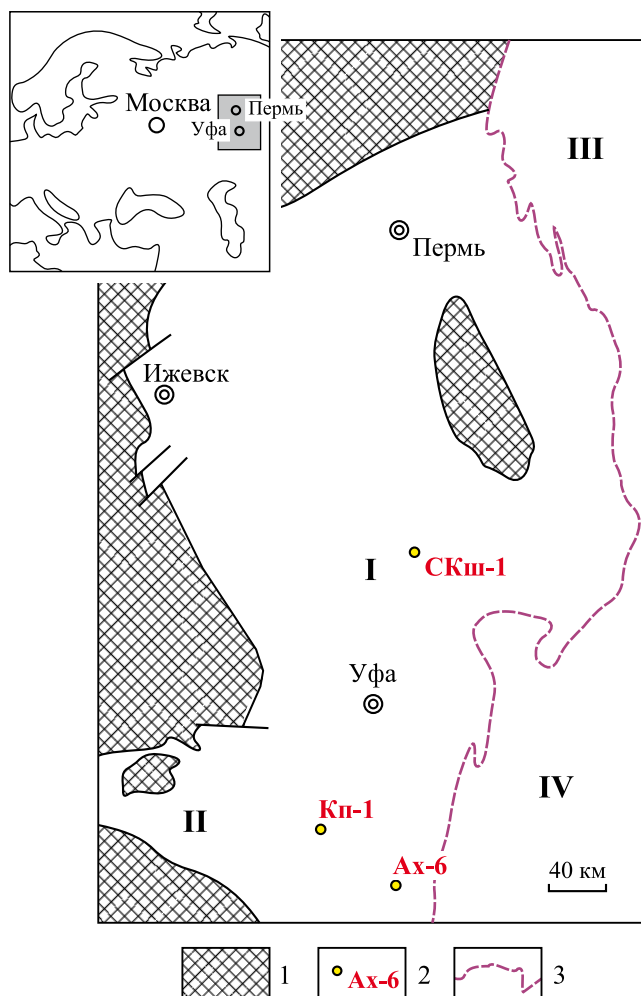 Москва
Пермь
Уфа
III
Пермь
Ижевск
I
СКш-1
Уфа
IV
II
Кп-1
Ах-6
40 км
1
Ах-6
2
3